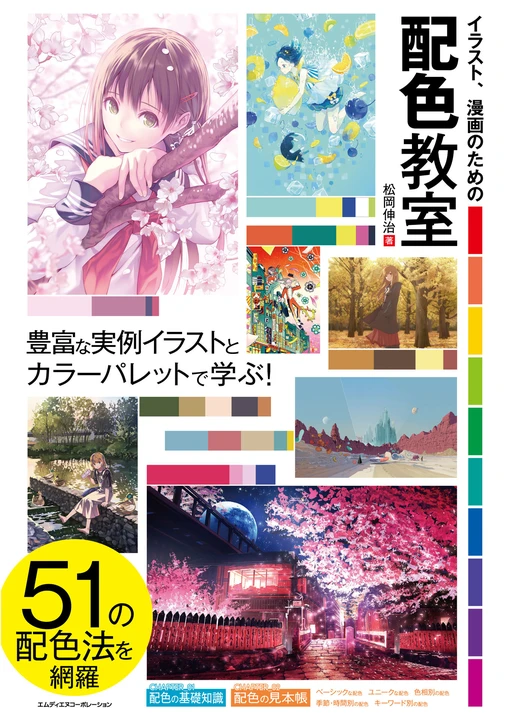 イラスト、漫画のための
配色教室
松岡伸治 著
豊富な実例イラストと
カラーパレットで学ぶ!
51の
配色法を
網羅
エムディエヌコーポレーション
CHAPTER_01
配色の基礎知識
CHAPTER_02
配色の見本帳
ベーシックな配色 ユニークな配色 色相別の配色
季節・時間別の配色 キーワード別の配色